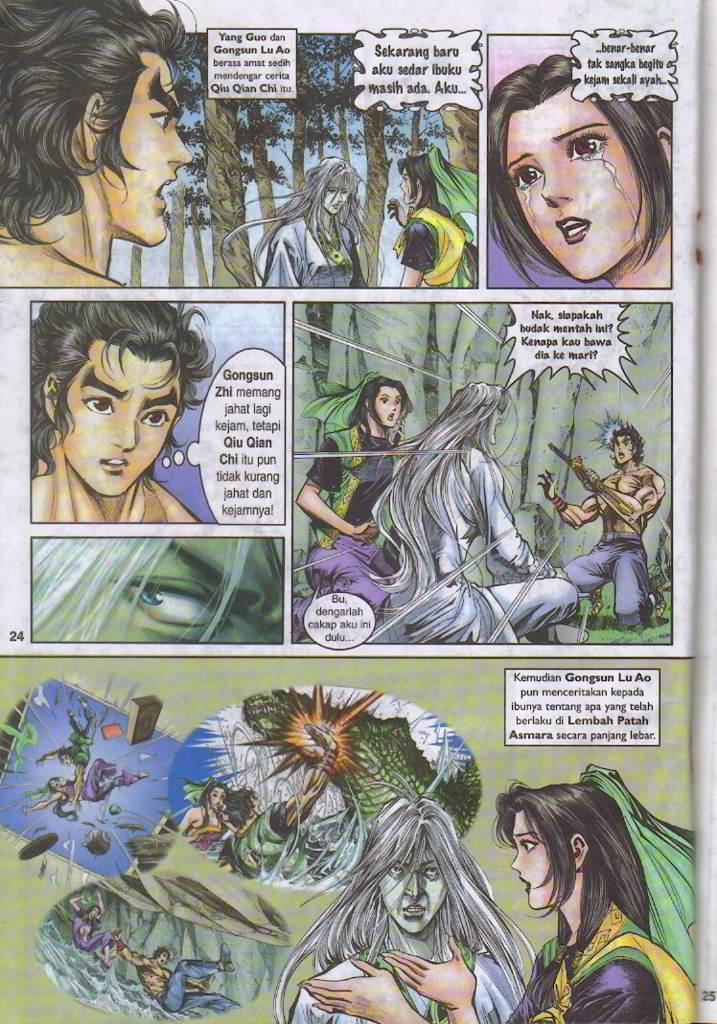 Yang Guo dan
Gongsun Lu Ao
berasa amat sedih
mendengar cerita
Qiu Qian Chi itu.
Sekarang baru
aku sedar ibuku
masih ada. Aku...
...benar-benar
tak sangka begitu
kejam sekali ayah...
Gongsun
Zhi memang
jahat lagi
kejam, tetapi
Qiu Qian
Chi itu pun
tidak kurang
jahat dan
kejamnya!
Nak, siapakah
budak mentah ini?
Kenapa kau bawa
dia ke mari?
Bu,
dengarlah
cakap aku ini
dulu...
24
Kemudian Gongsun Lu Ao
pun menceritakan kepada
ibunya tentang apa yang telah
berlaku di Lembah Patah
Asmara secara panjang lebar.
25